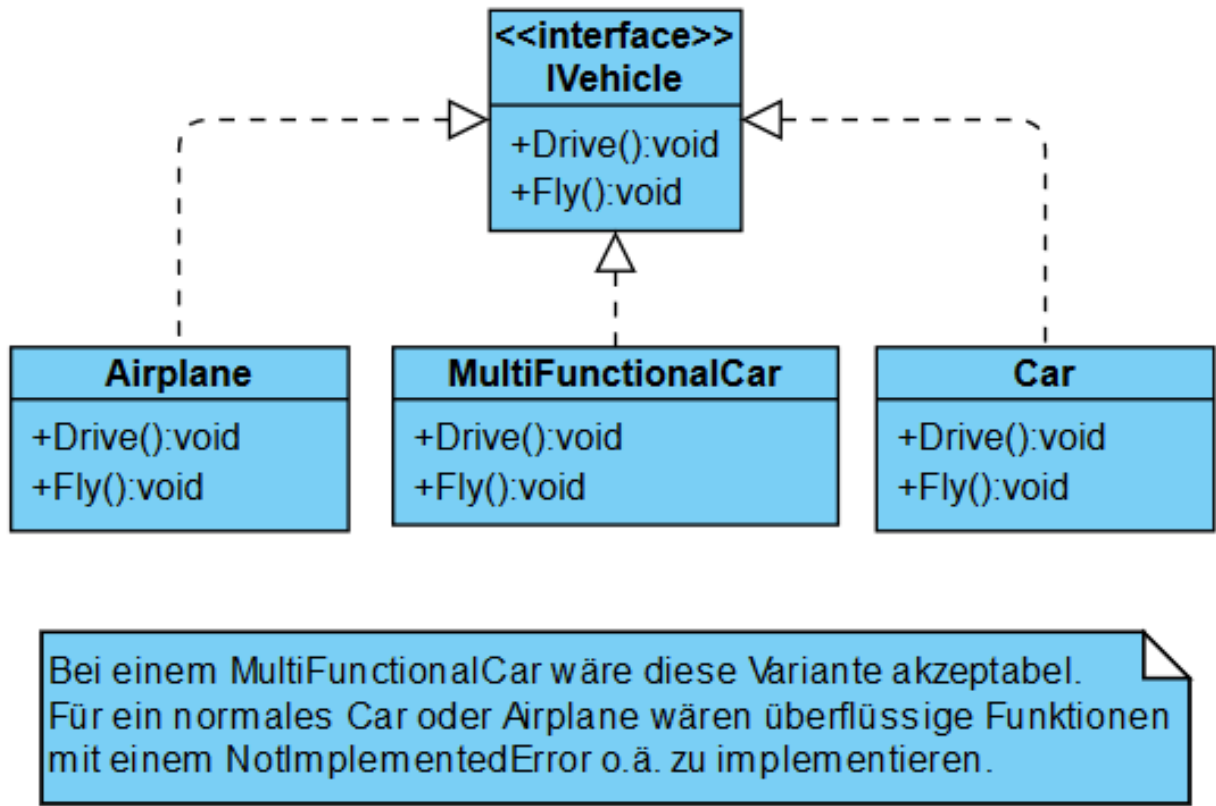 <<interface>>
IVehicle
+Drive():void
+Fly():void
Airplane
+Drive():void
+Fly():void
MultiFunctionalCar
+Drive():void
+Fly():void
Car
+Drive():void
+Fly():void
Bei einem MultiFunctionalCar wäre diese Variante akzeptabel.
Für ein normales Car oder Airplane wären überflüssige Funktionen
mit einem NotImplementedError o.ä. zu implementieren.